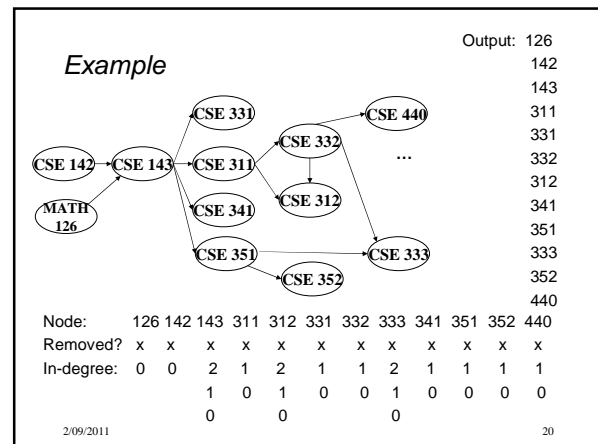 Output: 126
142
143
311
331
332
312
341
351
333
352
440
Example
CSE 331
CSE 440
CSE 332
...
CSE 142
CSE 143
CSE 311
MATH
126
CSE 341
CSE 312
CSE 351
CSE 333
CSE 352
Node: 126 142 143 311 312 331 332 333 341 351 352 440
Removed? x x x x x x x x x x x x
In-degree: 0 0 2 1 2 1 1 2 1 1 1 1
1 0 1 0 0 1 0 0 0 0
0 0 0
2/09/2011
20